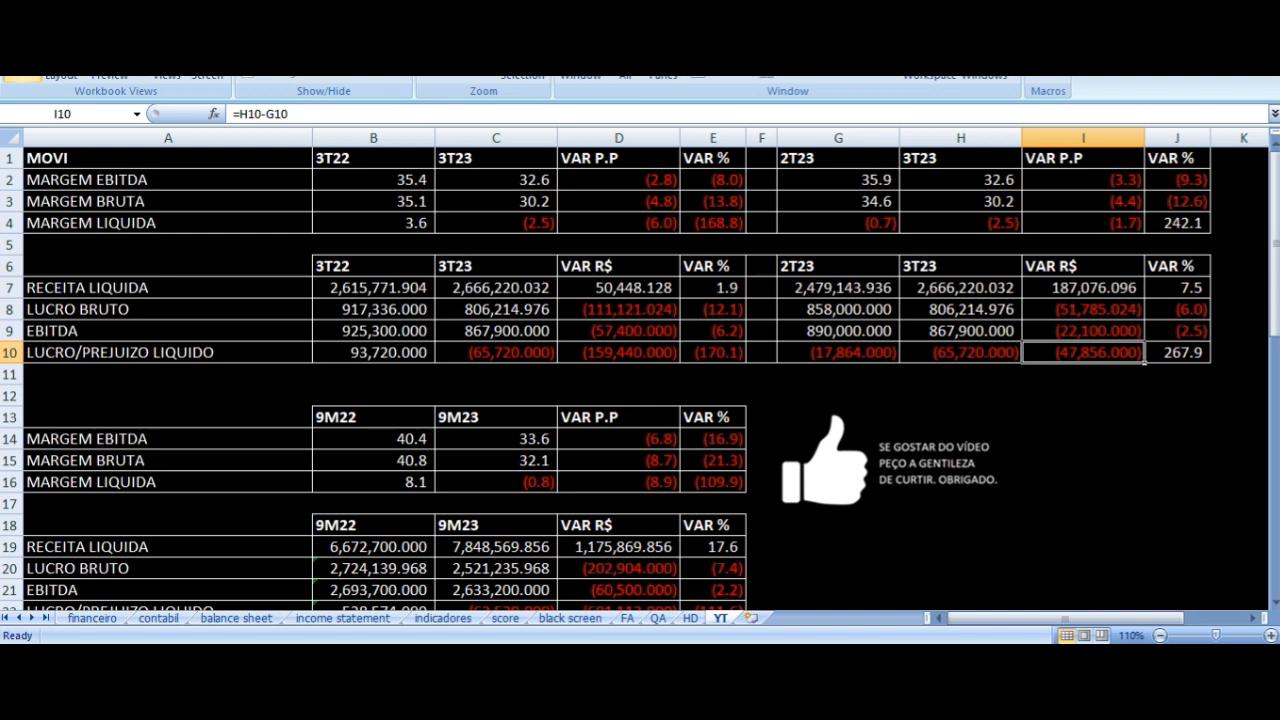 Workbook Views Show/Hide Zoom Window Macros
I10 fx =H10-G10
A B C D E F G H I J K
1 MOVI 3T22 3T23 VAR P.P VAR % 2T23 3T23 VAR P.P VAR %
2 MARGEM EBITDA 35.4 32.6 (2.8) (8.0) 35.9 32.6 (3.3) (9.3)
3 MARGEM BRUTA 35.1 30.2 (4.8) (13.8) 34.6 30.2 (4.4) (12.6)
4 MARGEM LIQUIDA 3.6 (2.5) (6.0) (168.8) (0.7) (2.5) (1.7) 242.1
5
6 3T22 3T23 VAR R$ VAR % 2T23 3T23 VAR R$ VAR %
7 RECEITA LIQUIDA 2,615,771.904 2,666,220.032 50,448.128 1.9 2,479,143.936 2,666,220.032 187,076.096 7.5
8 LUCRO BRUTO 917,336.000 806,214.976 (111,121.024) (12.1) 858,000.000 806,214.976 (51,785.024) (6.0)
9 EBITDA 925,300.000 867,900.000 (57,400.000) (6.2) 890,000.000 867,900.000 (22,100.000) (2.5)
10 LUCRO/PREJUIZO LIQUIDO 93,720.000 (65,720.000) (159,440.000) (170.1) (17,864.000) (65,720.000) (47,856.000) 267.9
11
12
13 9M22 9M23 VAR P.P VAR %
14 MARGEM EBITDA 40.4 33.6 (6.8) (16.9)
15 MARGEM BRUTA 40.8 32.1 (8.7) (21.3)
16 MARGEM LIQUIDA 8.1 (0.8) (8.9) (109.9)
SE GOSTAR DO VÍDEO
PEÇO A GENTILEZA
DE CURTIR. OBRIGADO.
17
18 9M22 9M23 VAR R$ VAR %
19 RECEITA LIQUIDA 6,672,700.000 7,848,569.856 1,175,869.856 17.6
20 LUCRO BRUTO 2,724,139.968 2,521,235.968 (202,904.000) (7.4)
21 EBITDA 2,693,700.000 2,633,200.000 (60,500.000) (2.2)
LUCRO/PREJUIZO LIQUIDO
financeiro contabil balance sheet income statement indicadores score black screen FA QA HD YT
Ready 110%